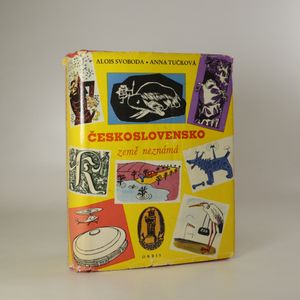 ALOIS SVOBODA • ANNA TUČKOVÁ
ČESKOSLOVENSKO
země neznámá
ORBIS